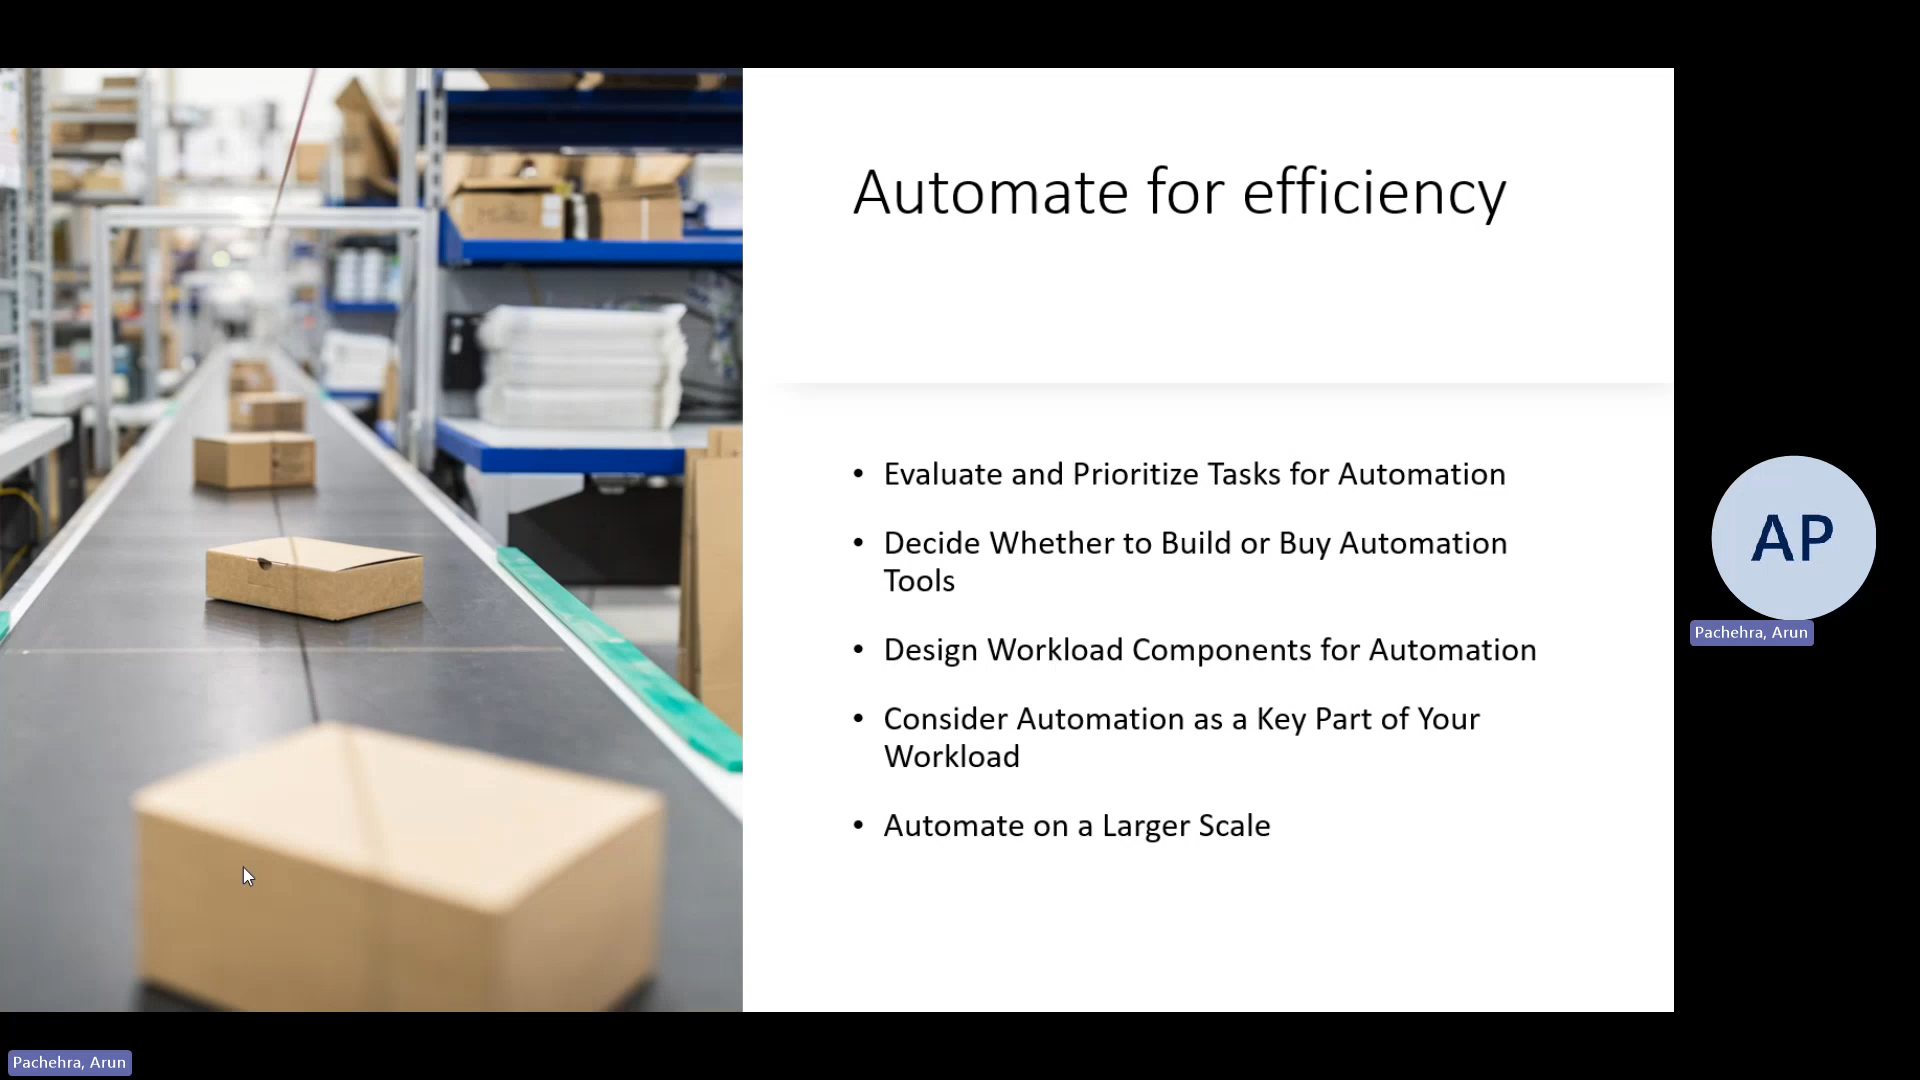 Automate for efficiency
• Evaluate and Prioritize Tasks for Automation
• Decide Whether to Build or Buy Automation
Tools
• Design Workload Components for Automation
• Consider Automation as a Key Part of Your
Workload
• Automate on a Larger Scale
AP
Pachehra, Arun
Pachehra, Arun